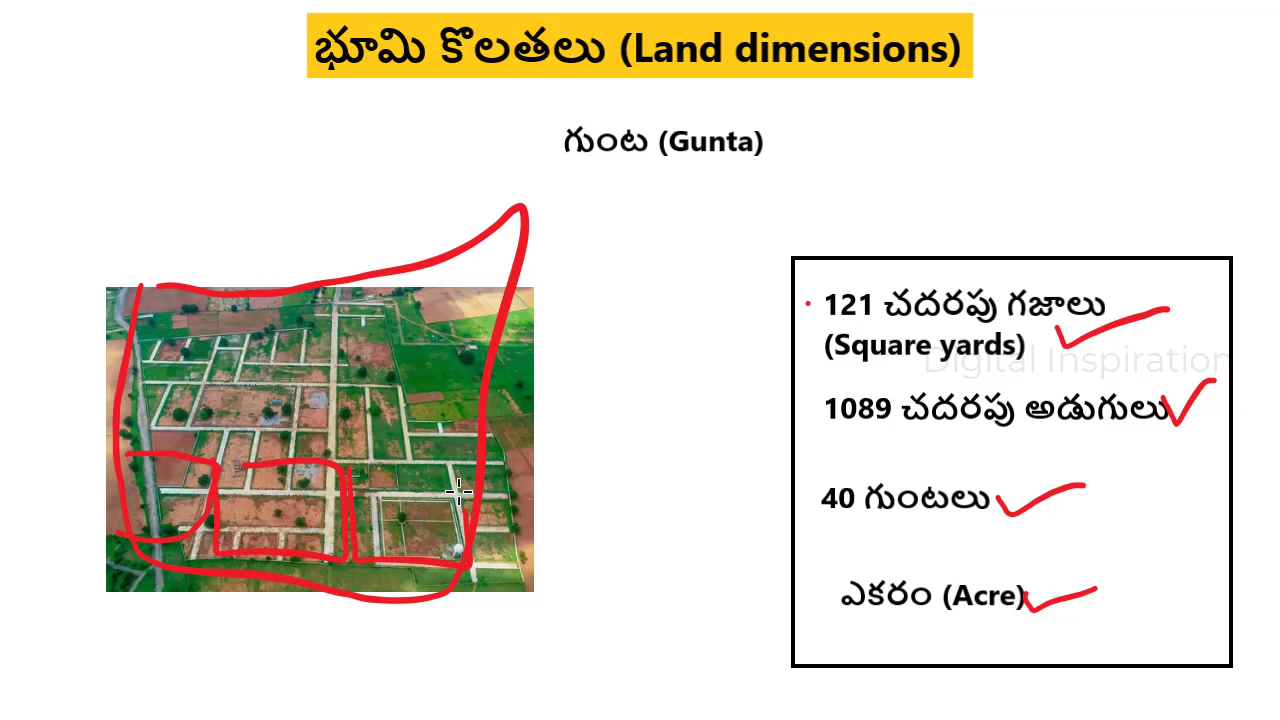 భూమి కొలతలు (Land dimensions)
గుంట (Gunta)
121 చదరపు గజాలు
(Square yards)
Digital Inspiration
1089 చదరపు అడుగులు
40 గుంటలు
ఎకరం (Acre)